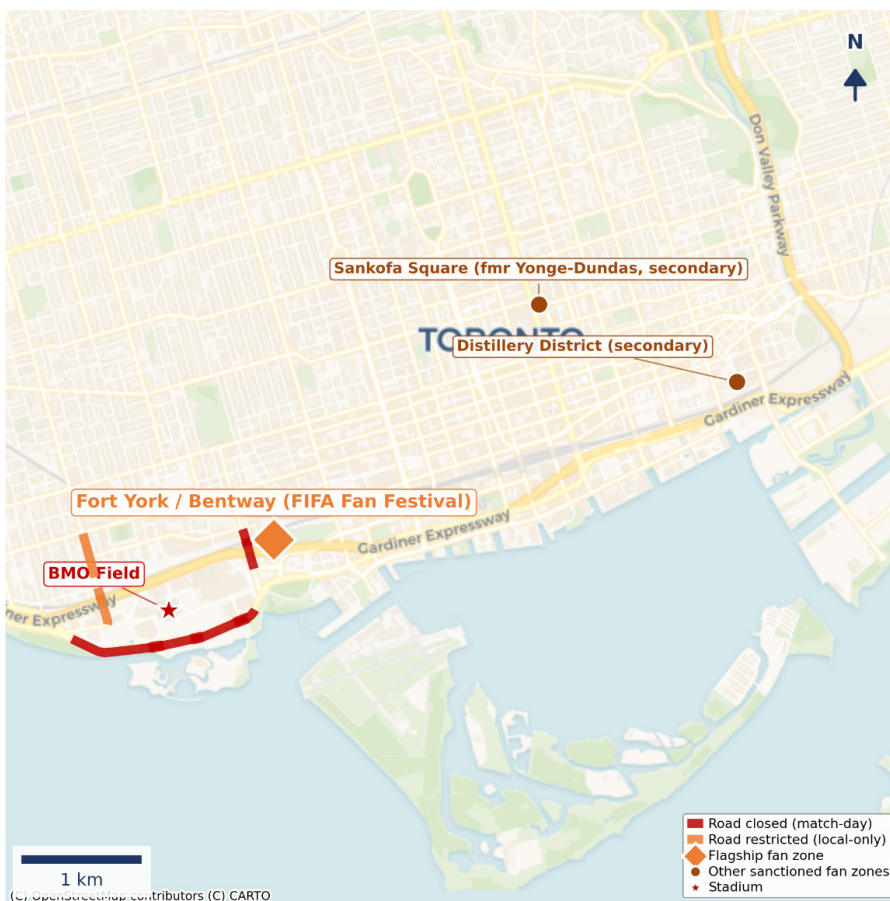 N
Don Valley Parkway
Sankofa Square (fmr Yonge-Dundas, secondary)
TORONTO
Distillery District (secondary)
Gardiner Expressway
Fort York / Bentway (FIFA Fan Festival)
Gardiner Expressway
BMO Field
ner Expressway
Road closed (match-day)
Road restricted (local-only)
Flagship fan zone
Other sanctioned fan zones
Stadium
1 km
(C) OpenStreetMap contributors (C) CARTO